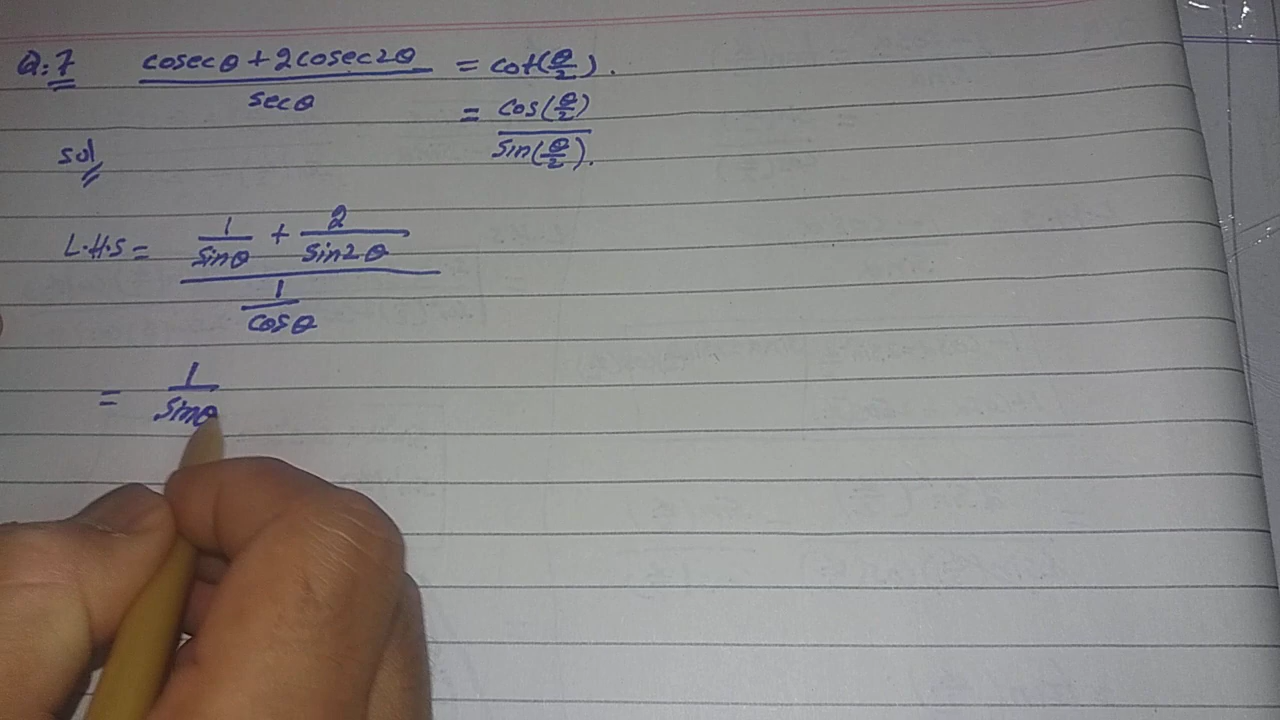 Q.7 cosecθ + 2cosec2θ / secθ = cot(θ/2).
= cos(θ/2) / sin(θ/2).
sol
L.H.S = 1/sinθ + 2/sin2θ / 1/cosθ
= 1/sinθ